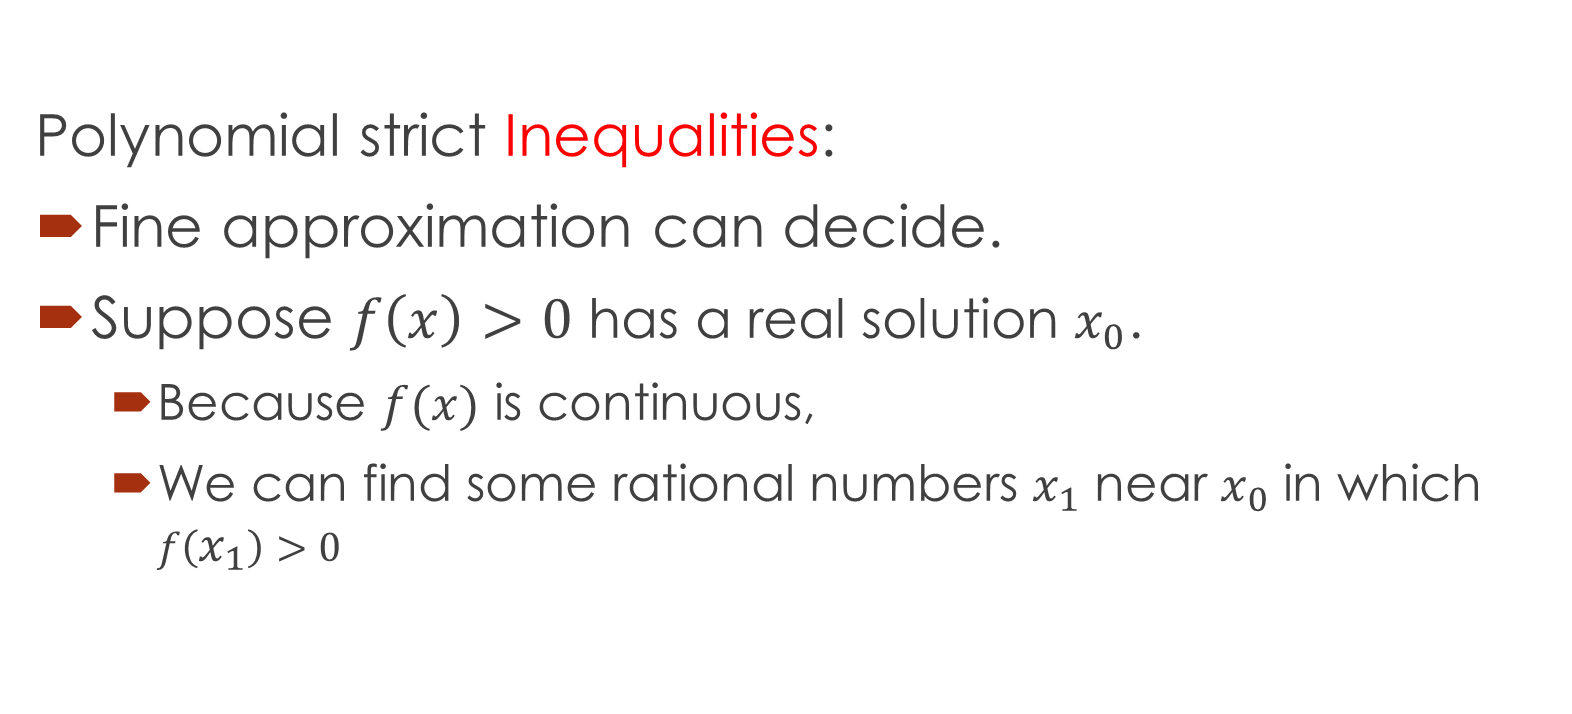 Polynomial strict Inequalities:
Fine approximation can decide.
Suppose 𝑓(𝑥) > 0 has a real solution 𝑥₀.
Because 𝑓(𝑥) is continuous,
We can find some rational numbers 𝑥₁ near 𝑥₀ in which
𝑓(𝑥₁) > 0